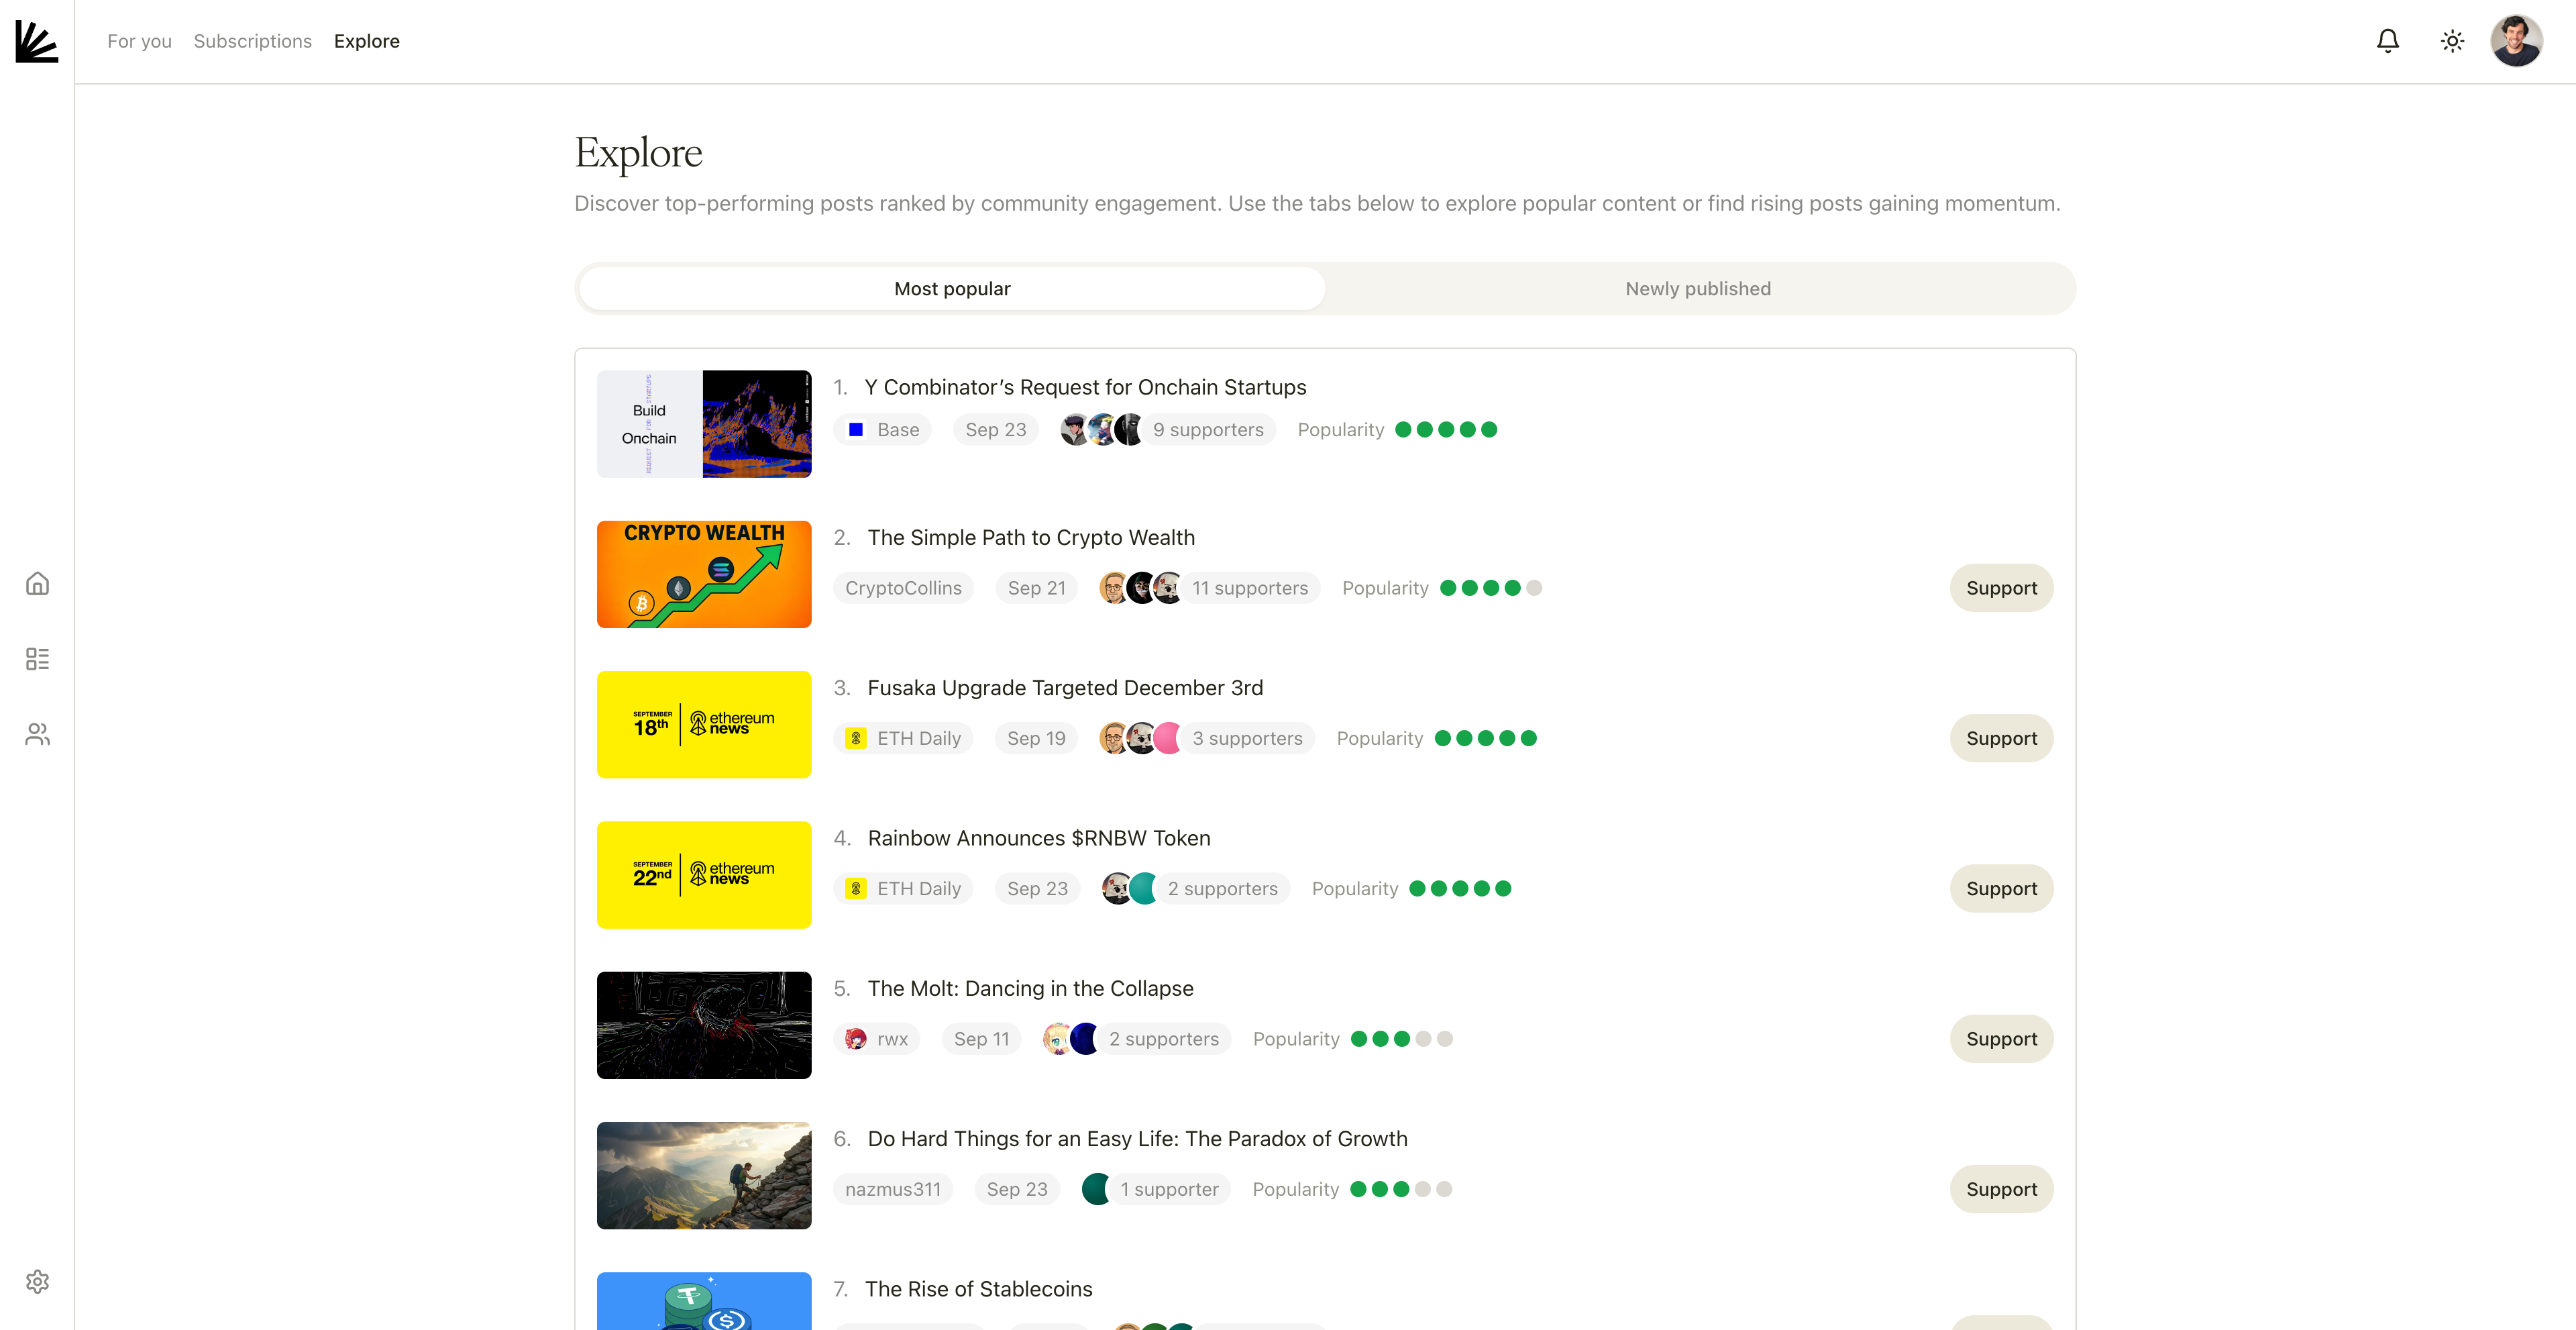 For you Subscriptions Explore
Explore
Discover top-performing posts ranked by community engagement. Use the tabs below to explore popular content or find rising posts gaining momentum.
Most popular Newly published
Build
Onchain
REQUEST FOR STARTUPS
1. Y Combinator's Request for Onchain Startups
Base Sep 23 9 supporters Popularity
CRYPTO WEALTH
2. The Simple Path to Crypto Wealth
CryptoCollins Sep 21 11 supporters Popularity Support
SEPTEMBER
18th
ethereum
news
3. Fusaka Upgrade Targeted December 3rd
ETH Daily Sep 19 3 supporters Popularity Support
SEPTEMBER
22nd
ethereum
news
4. Rainbow Announces $RNBW Token
ETH Daily Sep 23 2 supporters Popularity Support
5. The Molt: Dancing in the Collapse
rwx Sep 11 2 supporters Popularity Support
6. Do Hard Things for an Easy Life: The Paradox of Growth
nazmus311 Sep 23 1 supporter Popularity Support
7. The Rise of Stablecoins